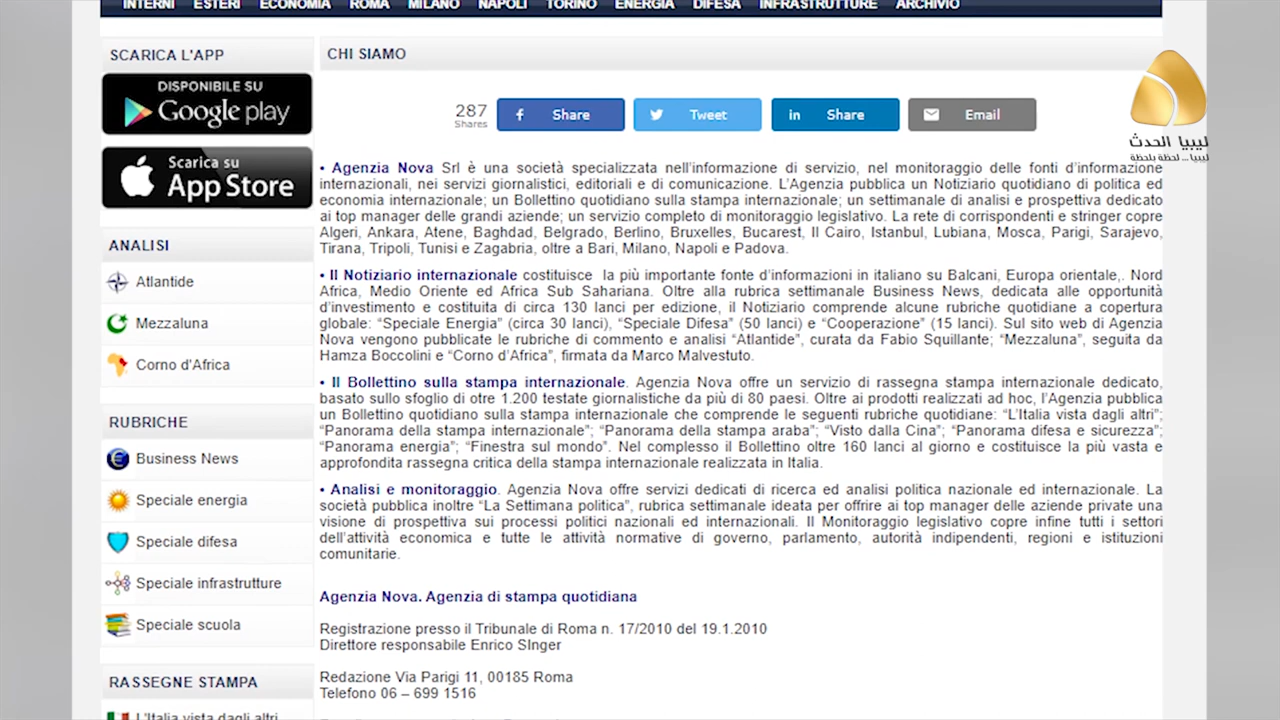 INTERNI ESTERI ECONOMIA ROMA MILANO NAPOLI TORINO ENERGIA DIFESA INFRASTRUTTURE ARCHIVIO
SCARICA L'APP
DISPONIBILE SU
Google play
Scarica su
App Store
ANALISI
Atlantide
Mezzaluna
Corno d'Africa
RUBRICHE
Business News
Speciale energia
Speciale difesa
Speciale infrastrutture
Speciale scuola
RASSEGNE STAMPA
L'Italia vista dagli altri
CHI SIAMO
287
Shares
Share
Tweet
in Share
Email
ليبيا الحدث
ليبيا... لحظة بلحظة
• Agenzia Nova Srl è una società specializzata nell’informazione di servizio, nel monitoraggio delle fonti d’informazione
internazionali, nei servizi giornalistici, editoriali e di comunicazione. L’Agenzia pubblica un Notiziario quotidiano di politica ed
economia internazionale; un Bollettino quotidiano sulla stampa internazionale; un settimanale di analisi e prospettiva dedicato
ai top manager delle grandi aziende; un servizio completo di monitoraggio legislativo. La rete di corrispondenti e stringer copre
Algeri, Ankara, Atene, Baghdad, Belgrado, Berlino, Bruxelles, Bucarest, Il Cairo, Istanbul, Lubiana, Mosca, Parigi, Sarajevo,
Tirana, Tripoli, Tunisi e Zagabria, oltre a Bari, Milano, Napoli e Padova.
• Il Notiziario internazionale costituisce la più importante fonte d’informazioni in italiano su Balcani, Europa orientale,. Nord
Africa, Medio Oriente ed Africa Sub Sahariana. Oltre alla rubrica settimanale Business News, dedicata alle opportunità
d’investimento e costituita di circa 130 lanci per edizione, il Notiziario comprende alcune rubriche quotidiane a copertura
globale: “Speciale Energia” (circa 30 lanci), “Speciale Difesa” (50 lanci) e “Cooperazione” (15 lanci). Sul sito web di Agenzia
Nova vengono pubblicate le rubriche di commento e analisi “Atlantide”, curata da Fabio Squillante; “Mezzaluna”, seguita da
Hamza Boccolini e “Corno d’Africa”, firmata da Marco Malvestuto.
• Il Bollettino sulla stampa internazionale. Agenzia Nova offre un servizio di rassegna stampa internazionale dedicato,
basato sullo sfoglio di otre 1.200 testate giornalistiche da più di 80 paesi. Oltre ai prodotti realizzati ad hoc, l’Agenzia pubblica
un Bollettino quotidiano sulla stampa internazionale che comprende le seguenti rubriche quotidiane: “L’Italia vista dagli altri”;
“Panorama della stampa internazionale”; “Panorama della stampa araba”; “Visto dalla Cina”; “Panorama difesa e sicurezza”;
“Panorama energia”; “Finestra sul mondo”. Nel complesso il Bollettino oltre 160 lanci al giorno e costituisce la più vasta e
approfondita rassegna critica della stampa internazionale realizzata in Italia.
• Analisi e monitoraggio. Agenzia Nova offre servizi dedicati di ricerca ed analisi politica nazionale ed internazionale. La
società pubblica inoltre “La Settimana politica”, rubrica settimanale ideata per offrire ai top manager delle aziende private una
visione di prospettiva sui processi politici nazionali ed internazionali. Il Monitoraggio legislativo copre infine tutti i settori
dell’attività economica e tutte le attività normative di governo, parlamento, autorità indipendenti, regioni e istituzioni
comunitarie.
Agenzia Nova. Agenzia di stampa quotidiana
Registrazione presso il Tribunale di Roma n. 17/2010 del 19.1.2010
Direttore responsabile Enrico SInger
Redazione Via Parigi 11, 00185 Roma
Telefono 06 – 699 1516